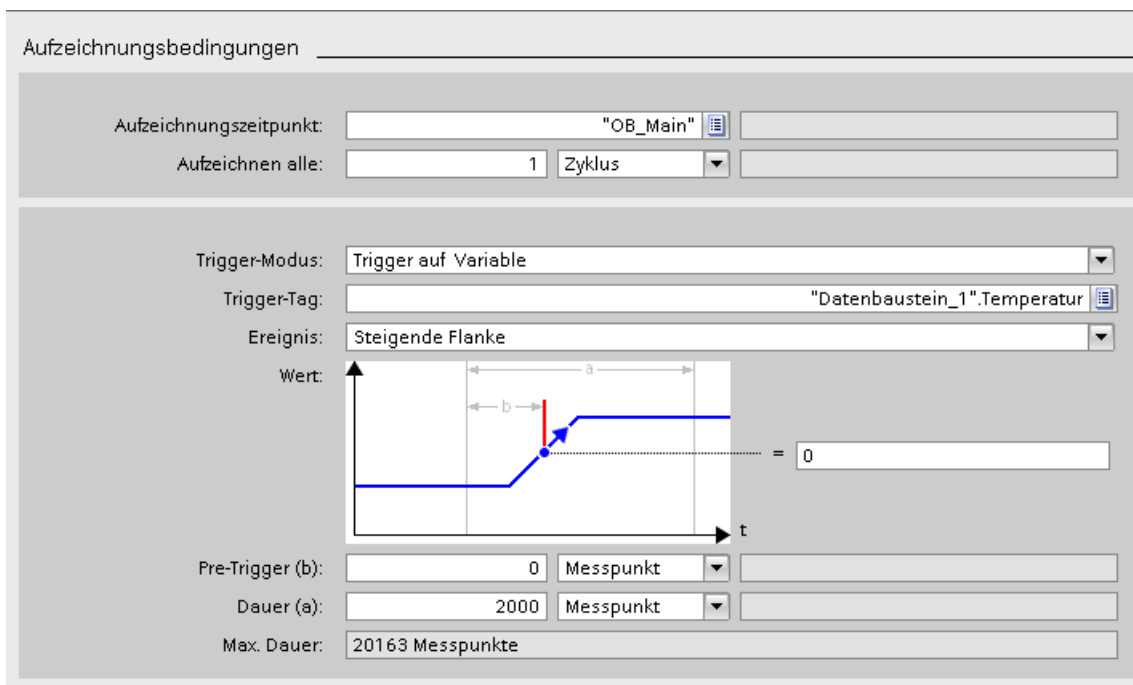 Aufzeichnungsbedingungen
Aufzeichnungszeitpunkt: "OB_Main"
Aufzeichnen alle: 1 Zyklus
Trigger-Modus: Trigger auf Variable
Trigger-Tag: "Datenbaustein_1".Temperatur
Ereignis: Steigende Flanke
Wert:
a
b
= 0
t
Pre-Trigger (b): 0 Messpunkt
Dauer (a): 2000 Messpunkt
Max. Dauer: 20163 Messpunkte